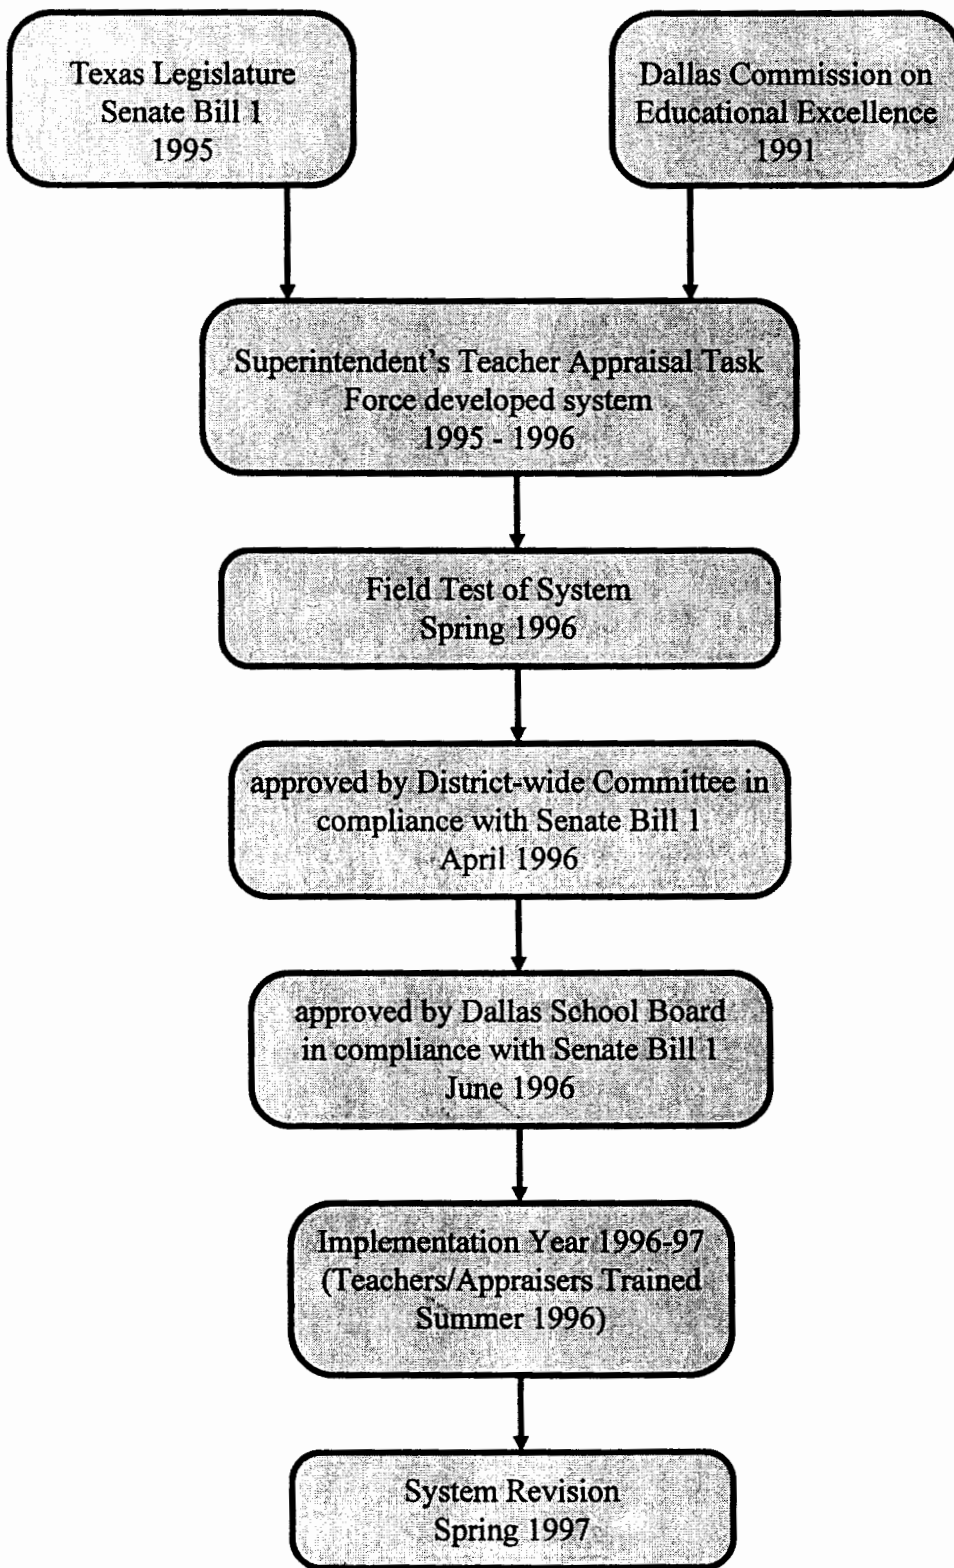 Texas Legislature
Senate Bill 1
1995
Dallas Commission on
Educational Excellence
1991
Superintendent's Teacher Appraisal Task
Force developed system
1995 - 1996
Field Test of System
Spring 1996
approved by District-wide Committee in
compliance with Senate Bill 1
April 1996
approved by Dallas School Board
in compliance with Senate Bill 1
June 1996
Implementation Year 1996-97
(Teachers/Appraisers Trained
Summer 1996)
System Revision
Spring 1997